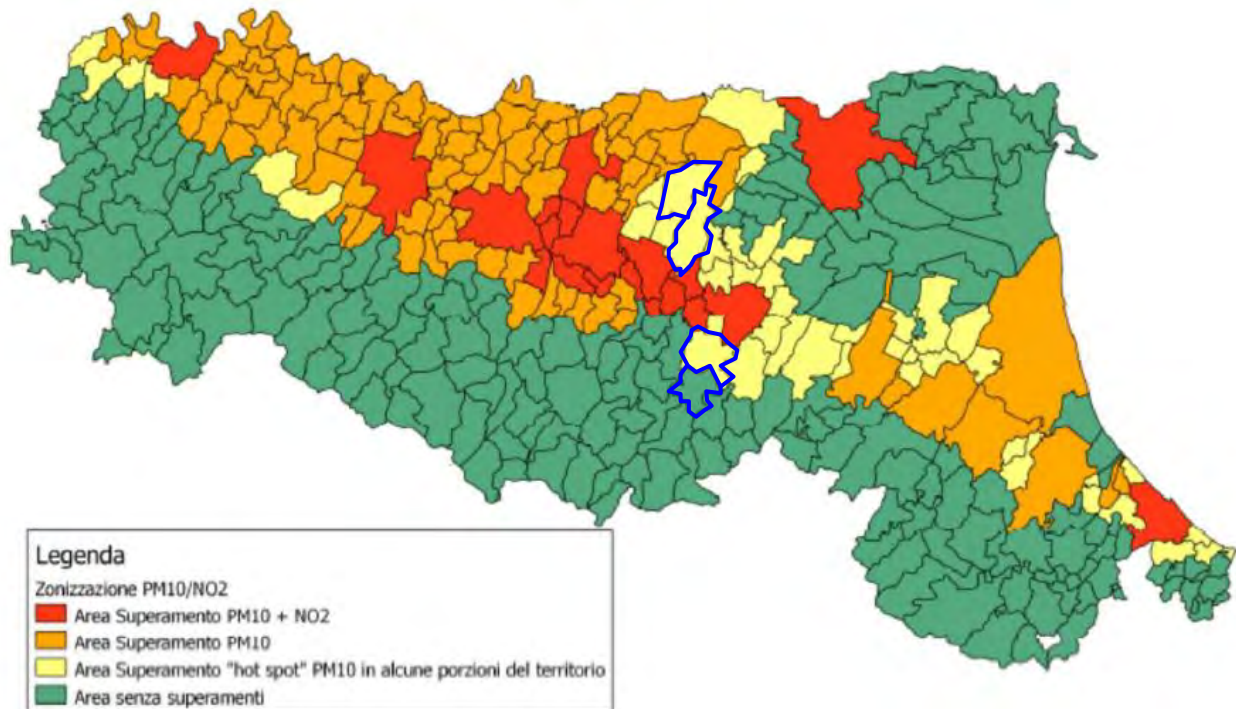 Legenda
Zonizzazione PM10/NO2
Area Superamento PM10 + NO2
Area Superamento PM10
Area Superamento "hot spot" PM10 in alcune porzioni del territorio
Area senza superamenti